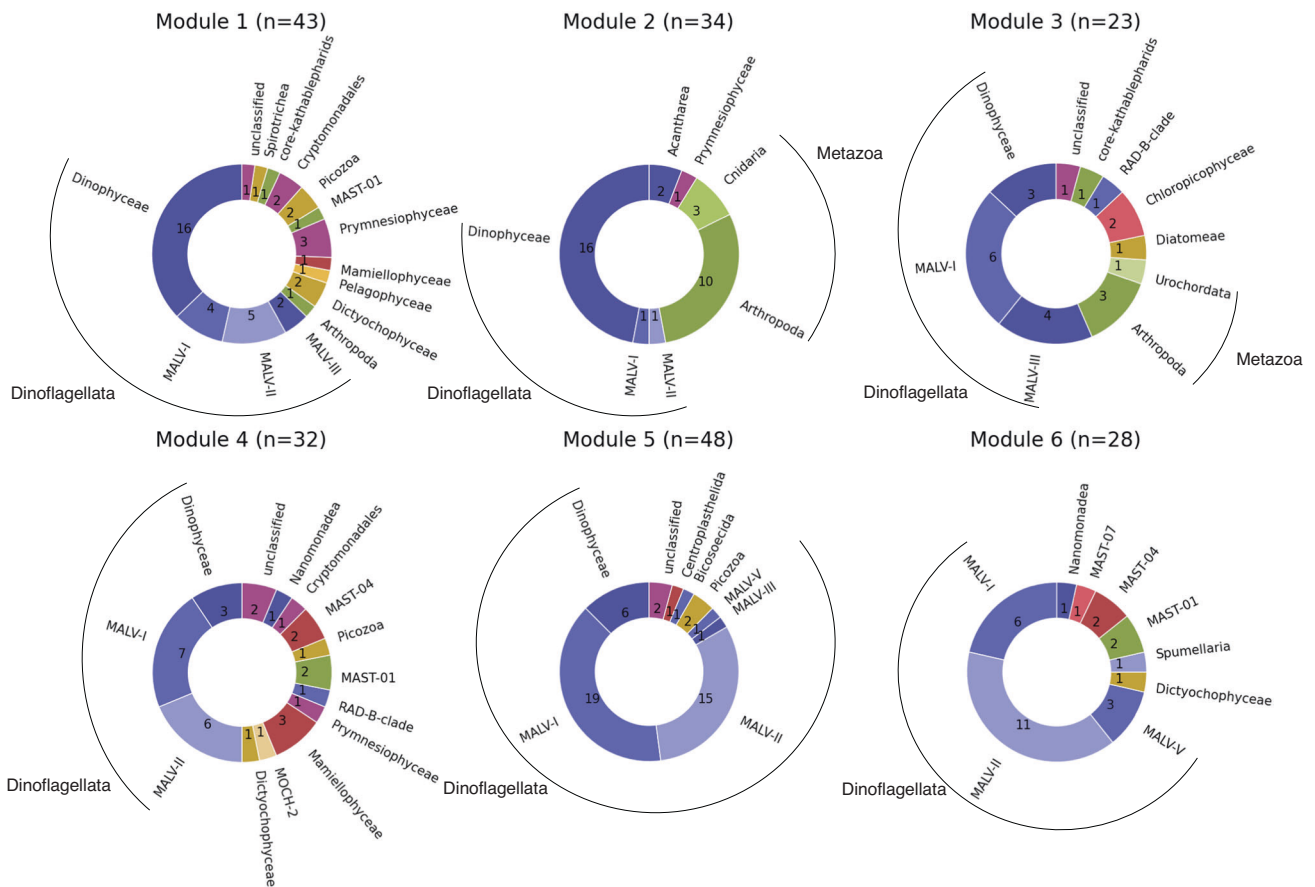 Module 1 (n=43)
unclassified
Spirotrichea
core-kathablepharids
Cryptomonadales
Picozoa
MAST-01
Prymnesiophyceae
Mamiellophyceae
Pelagophyceae
Dictyochophyceae
Arthropoda
MALV-III
MALV-II
MALV-I
Dinophyceae
Dinoflagellata
1
1
1
2
2
1
3
1
1
2
1
2
5
4
16
Module 2 (n=34)
Acantharea
Prymnesiophyceae
Cnidaria
Metazoa
Arthropoda
MALV-II
MALV-I
Dinophyceae
Dinoflagellata
2
1
3
10
1
1
16
Module 3 (n=23)
unclassified
core-kathablepharids
RAD-B-clade
Chloropicophyceae
Diatomeae
Urochordata
Arthropoda
Metazoa
MALV-III
MALV-I
Dinophyceae
Dinoflagellata
1
1
1
2
1
1
3
4
6
3
Module 4 (n=32)
unclassified
Nanomonadea
Cryptomonadales
MAST-04
Picozoa
MAST-01
RAD-B-clade
Prymnesiophyceae
Mamiellophyceae
MOCH-2
Dictyochophyceae
MALV-II
MALV-I
Dinophyceae
Dinoflagellata
2
1
1
2
1
2
1
1
3
1
1
6
7
3
Module 5 (n=48)
unclassified
Centroplasthelida
Bicosoecida
Picozoa
MALV-V
MALV-III
MALV-II
MALV-I
Dinophyceae
Dinoflagellata
2
1
1
2
1
1
15
19
6
Module 6 (n=28)
Nanomonadea
MAST-07
MAST-04
MAST-01
Spumellaria
Dictyochophyceae
MALV-V
MALV-II
MALV-I
Dinoflagellata
1
1
2
2
1
1
3
11
6